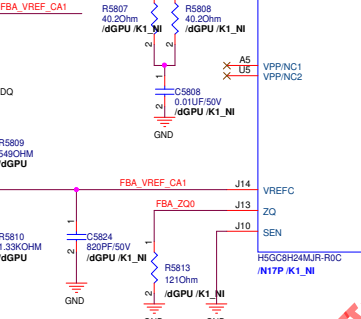 FBA_VREF_CA1
R5807
40.2Ohm
/dGPU /K1_NI
R5808
40.2Ohm
/dGPU /K1_NI
2
2
1
C5808
0.01UF/50V
/dGPU /K1_NI
2
GND
A5
VPP/NC1
U5
VPP/NC2
DQ
R5809
549OHM
/dGPU
FBA_VREF_CA1
J14
VREFC
FBA_ZQ0
J13
ZQ
J10
SEN
R5810
1.33KOHM
/dGPU
1
C5824
820PF/50V
/dGPU /K1_NI
2
GND
1
R5813
121Ohm
/dGPU /K1_NI
2
H5GC8H24MJR-R0C
/N17P /K1_NI